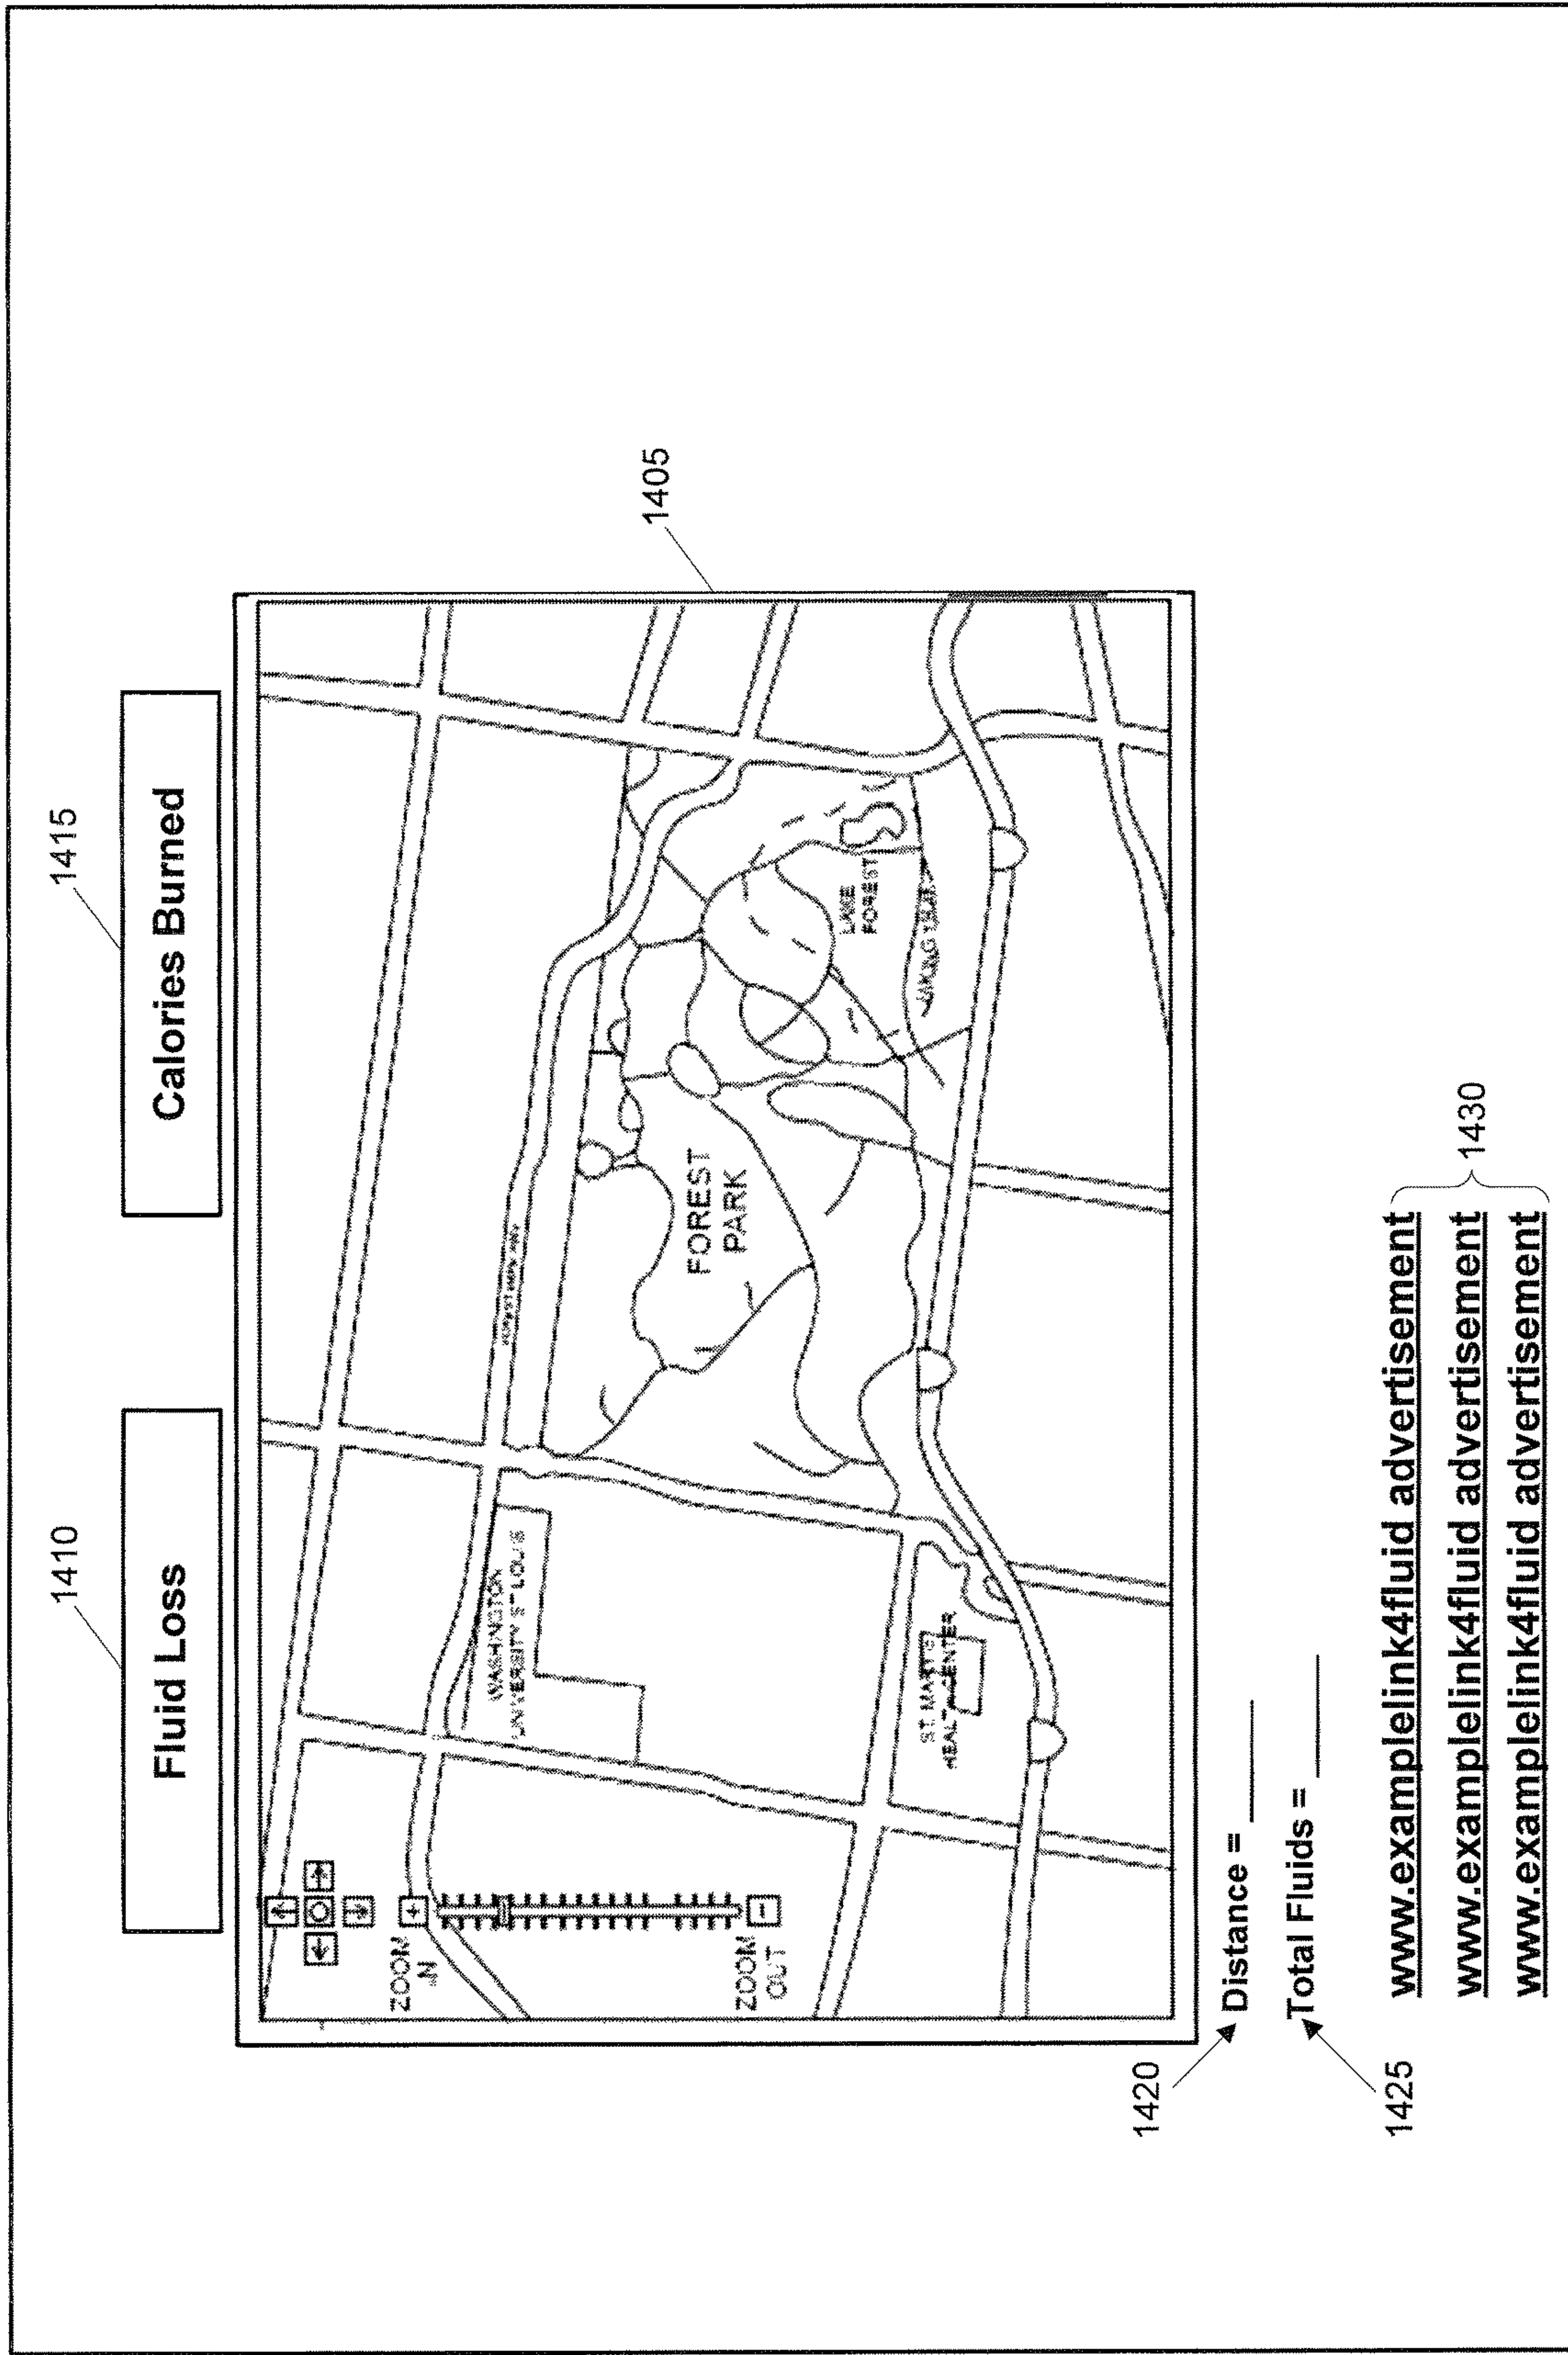 1410
1415
Fluid Loss
Calories Burned
ZOOM
IN
ZOOM
OUT
WASHINGTON
UNIVERSITY ST LOUIS
FOREST
PARK
LAKE
FOREST
ST. MARY'S
HEALTH CENTER
1405
1420
Distance = ____
Total Fluids = ____
1425
www.examplelink4fluid advertisement
www.examplelink4fluid advertisement
www.examplelink4fluid advertisement
1430